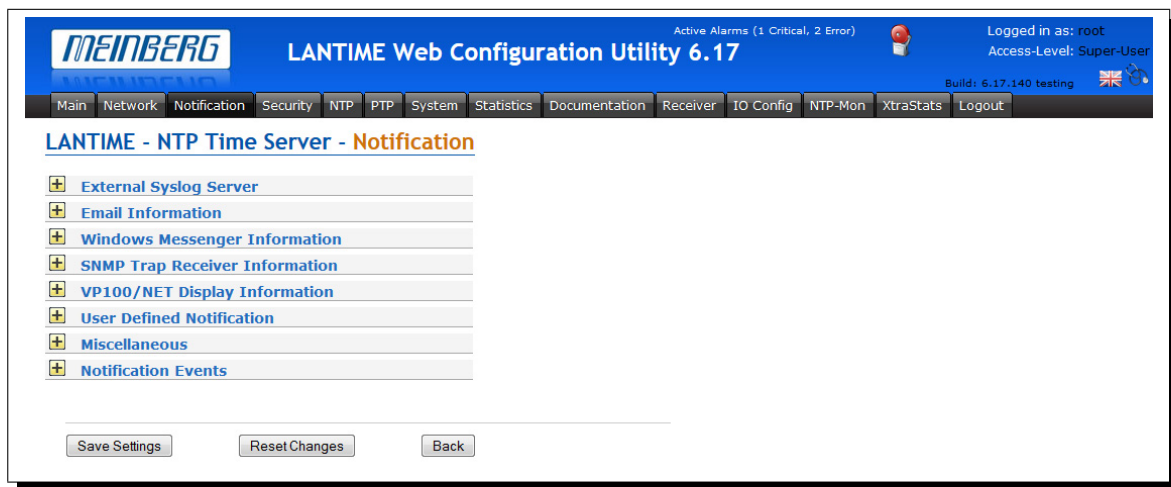 MEINBERG
LANTIME Web Configuration Utility 6.17
Active Alarms (1 Critical, 2 Error)
Logged in as: root
Access-Level: Super-User
Build: 6.17.140 testing
Main Network Notification Security NTP PTP System Statistics Documentation Receiver IO Config NTP-Mon XtraStats Logout
LANTIME - NTP Time Server - Notification
External Syslog Server
Email Information
Windows Messenger Information
SNMP Trap Receiver Information
VP100/NET Display Information
User Defined Notification
Miscellaneous
Notification Events
Save Settings Reset Changes Back